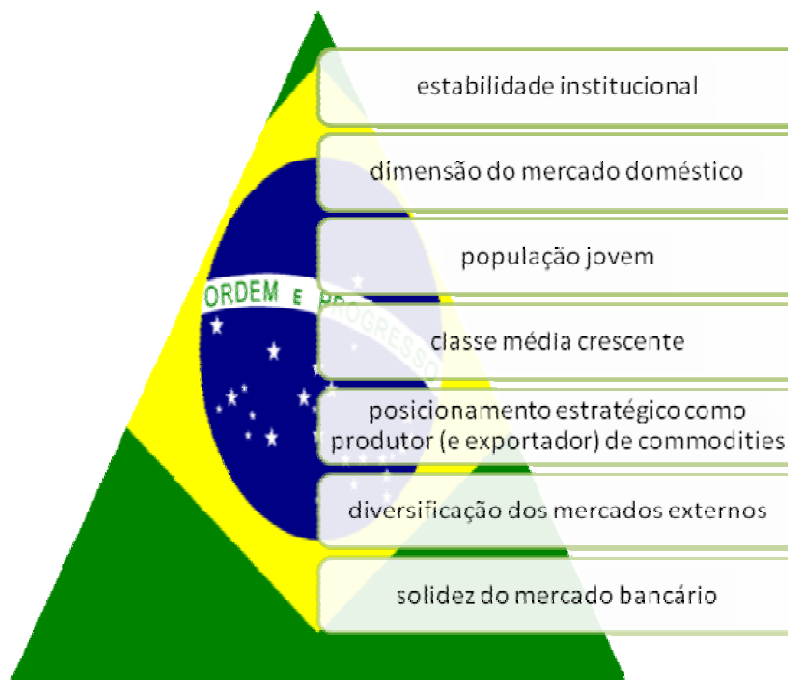 estabilidade institucional
dimensão do mercado doméstico
população jovem
ORDEM E PROGRESSO
classe média crescente
posicionamento estratégico como
produtor (e exportador) de commodities
diversificação dos mercados externos
solidez do mercado bancário